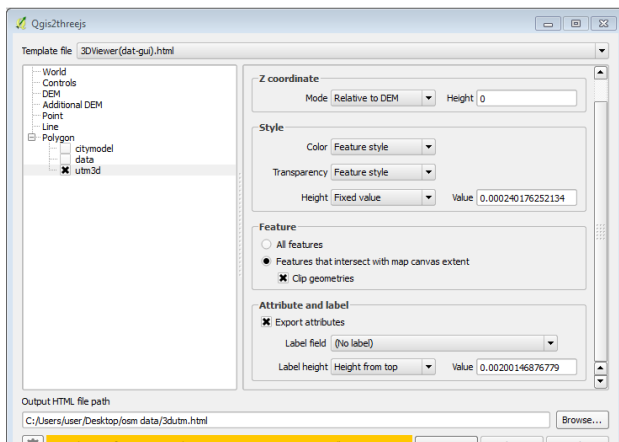 Qgis2threejs
Template file 3DViewer(dat-gui).html
World
Controls
DEM
Additional DEM
Point
Line
Polygon
citymodel
data
utm3d
Z coordinate
Mode Relative to DEM Height 0
Style
Color Feature style
Transparency Feature style
Height Fixed value Value 0.000240176252134
Feature
All features
Features that intersect with map canvas extent
Clip geometries
Attribute and label
Export attributes
Label field (No label)
Label height Height from top Value 0.00200146876779
Output HTML file path
C:/Users/user/Desktop/osm data/3dutm.html Browse...